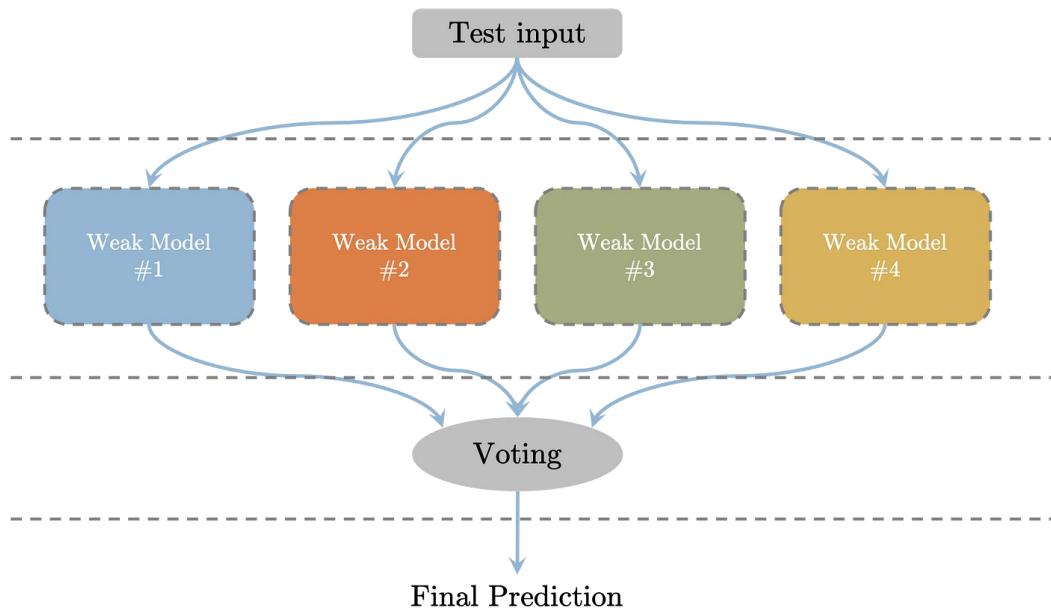 Test input
Weak Model
#1
Weak Model
#2
Weak Model
#3
Weak Model
#4
Voting
Final Prediction